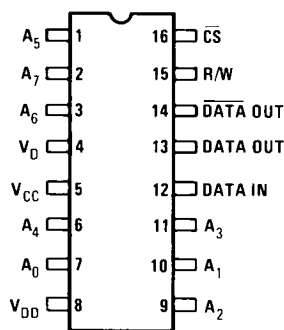 A5 1 16 CS
A7 2 15 R/W
A6 3 14 DATA OUT
VD 4 13 DATA OUT
VCC 5 12 DATA IN
A4 6 11 A3
A0 7 10 A1
VDD 8 9 A2